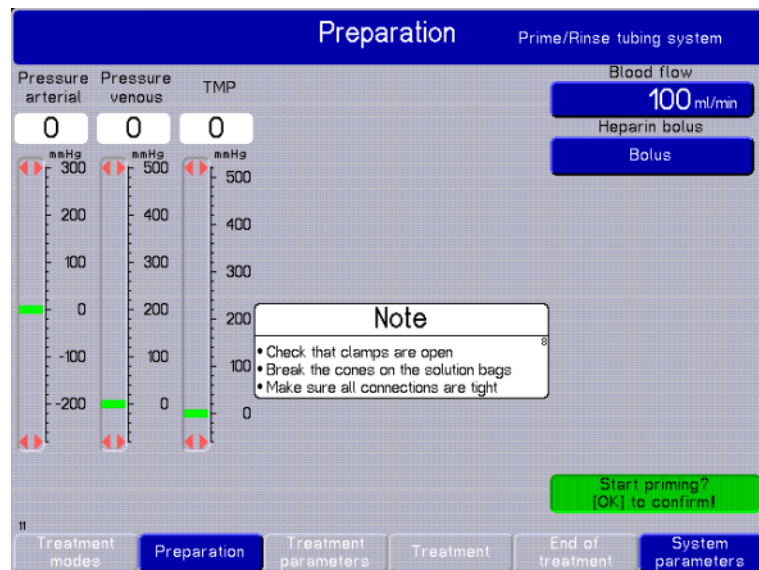 Preparation
Prime/Rinse tubing system
Pressure arterial
Pressure venous
TMP
0
0
0
mmHg
300
200
100
0
-100
-200
mmHg
500
400
300
200
100
0
mmHg
500
400
300
200
100
0
Blood flow
100 ml/min
Heparin bolus
Bolus
Note
8
• Check that clamps are open
• Break the cones on the solution bags
• Make sure all connections are tight
Start priming?
[OK] to confirm!
11
Treatment modes
Preparation
Treatment parameters
Treatment
End of treatment
System parameters